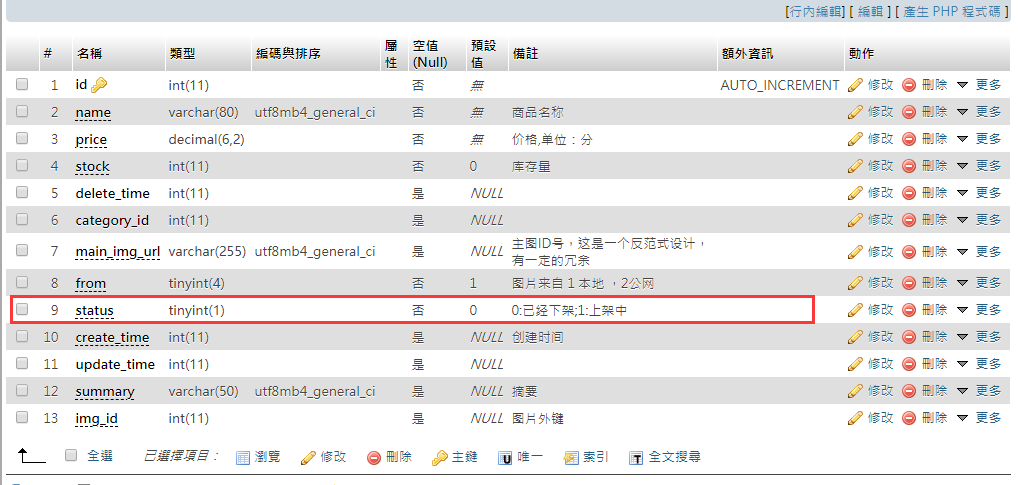 [行內編輯] [ 編輯 ] [ 產生 PHP 程式碼 ]
# 名稱 類型 編碼與排序 屬性 空值 (Null) 預設值 備註 額外資訊 動作
1 id int(11) 否 無 AUTO_INCREMENT 修改 刪除 更多
2 name varchar(80) utf8mb4_general_ci 否 無 商品名称 修改 刪除 更多
3 price decimal(6,2) 否 無 价格,单位：分 修改 刪除 更多
4 stock int(11) 否 0 库存量 修改 刪除 更多
5 delete_time int(11) 是 NULL 修改 刪除 更多
6 category_id int(11) 是 NULL 修改 刪除 更多
7 main_img_url varchar(255) utf8mb4_general_ci 是 NULL 主图ID号，这是一个反范式设计，有一定的冗余 修改 刪除 更多
8 from tinyint(4) 否 1 图片来自 1 本地 ，2公网 修改 刪除 更多
9 status tinyint(1) 否 0 0:已经下架;1:上架中 修改 刪除 更多
10 create_time int(11) 是 NULL 创建时间 修改 刪除 更多
11 update_time int(11) 是 NULL 修改 刪除 更多
12 summary varchar(50) utf8mb4_general_ci 是 NULL 摘要 修改 刪除 更多
13 img_id int(11) 是 NULL 图片外键 修改 刪除 更多
全選 已選擇項目： 瀏覽 修改 刪除 主鍵 U 唯一 索引 T 全文搜尋